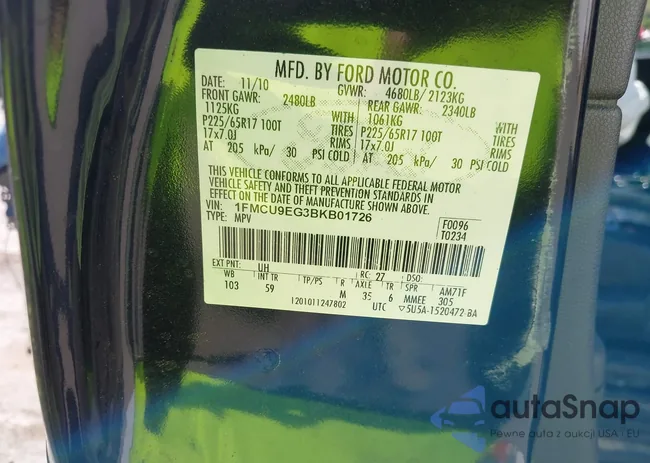 MFD. BY FORD MOTOR CO.
DATE: 11/10 GVWR: 4680LB/ 2123KG
FRONT GAWR: 2480LB REAR GAWR: 2340LB
1125KG WITH 1061KG WITH
P225/65R17 100T TIRES P225/65R17 100T TIRES
17x7.0J RIMS 17x7.0J RIMS
AT 205 kPa/ 30 PSI COLD AT 205 kPa/ 30 PSI COLD
THIS VEHICLE CONFORMS TO ALL APPLICABLE FEDERAL MOTOR
VEHICLE SAFETY AND THEFT PREVENTION STANDARDS IN
EFFECT ON THE DATE OF MANUFACTURE SHOWN ABOVE.
VIN: 1FMCU9EG3BKB01726 F0096
TYPE: MPV T0234
EXT PNT: UH RC: 27 DSO:
WB INT TR TP/PS R AXLE TR SPR AM71F
103 59 M 35 6 MMEE 305
1201011247802 UTC ▽5U5A-1520472-BA
autaSnap
Pewne auta z aukcji USA · EU